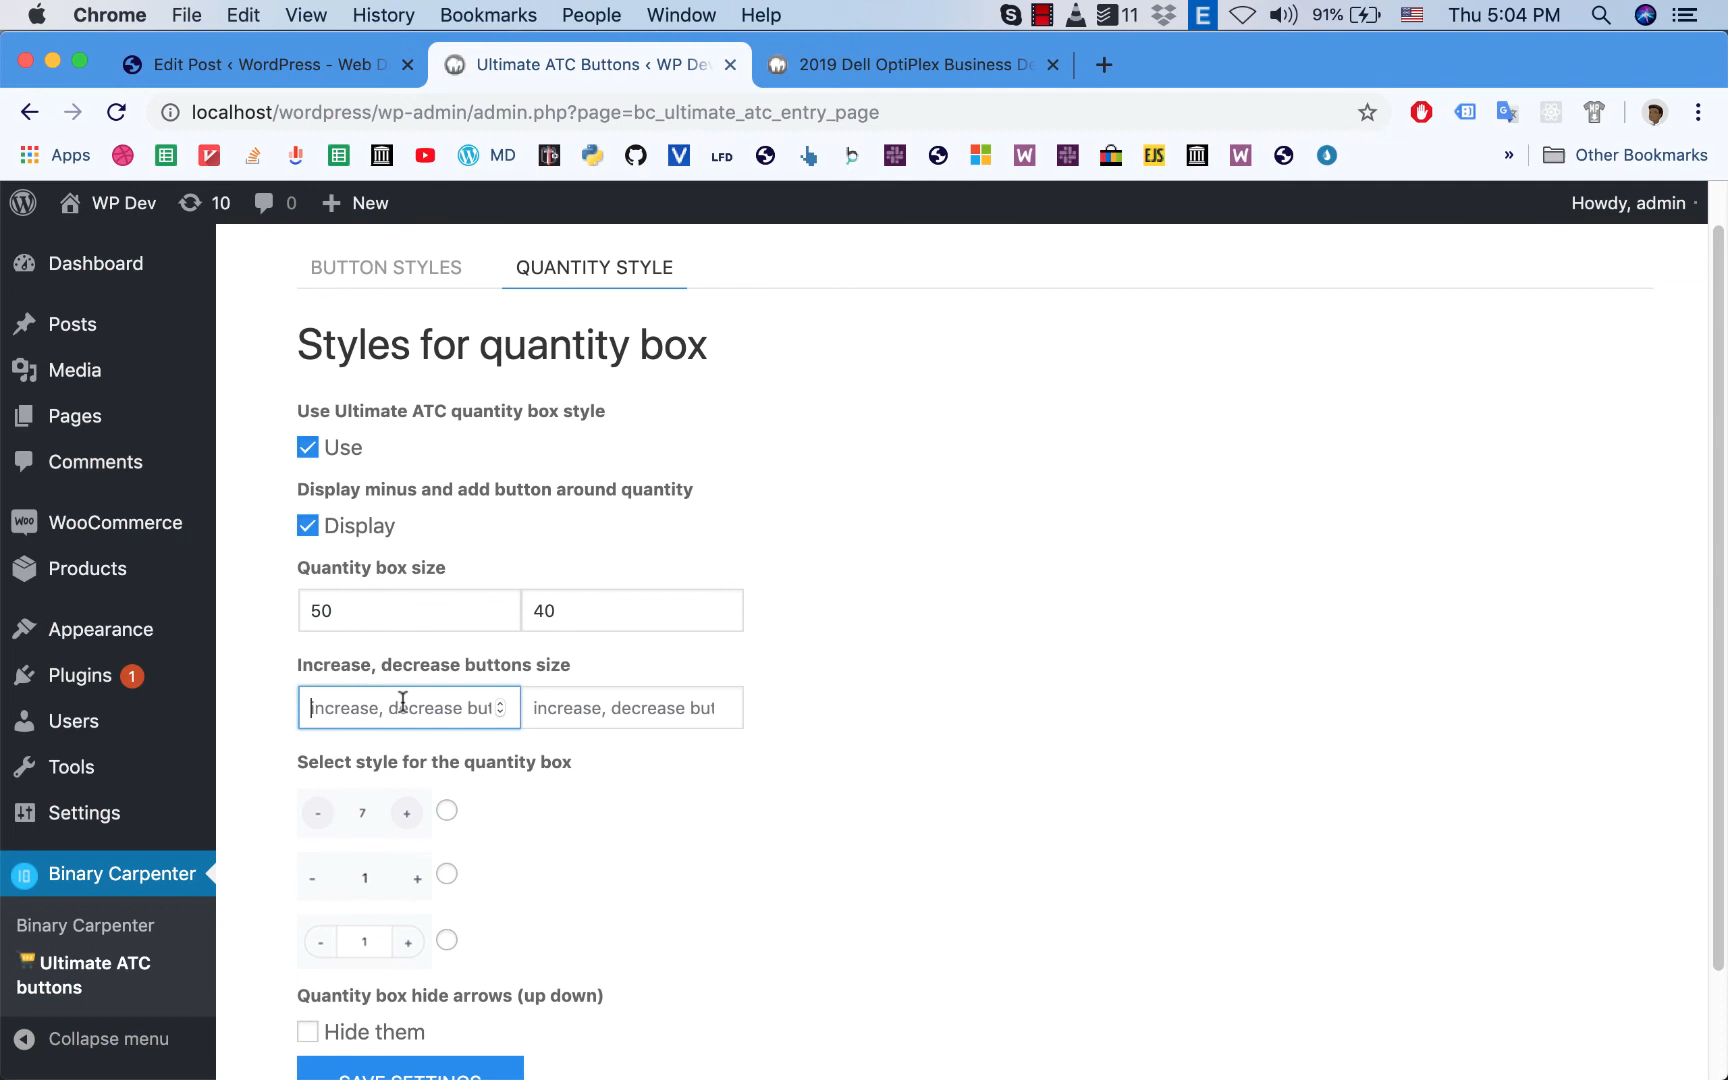 Chrome File Edit View History Bookmarks People Window Help 11 E 91% Thu 5:04 PM
Edit Post ‹ WordPress - Web D Ultimate ATC Buttons ‹ WP Dev 2019 Dell OptiPlex Business De
localhost/wordpress/wp-admin/admin.php?page=bc_ultimate_atc_entry_page
Apps MD V LFD W EJS W » Other Bookmarks
WP Dev 10 0 New Howdy, admin
Dashboard
Posts
Media
Pages
Comments
WooCommerce
Products
Appearance
Plugins 1
Users
Tools
Settings
Binary Carpenter
Binary Carpenter
Ultimate ATC
buttons
Collapse menu
BUTTON STYLES QUANTITY STYLE
Styles for quantity box
Use Ultimate ATC quantity box style
Use
Display minus and add button around quantity
Display
Quantity box size
50 40
Increase, decrease buttons size
increase, decrease but increase, decrease but
Select style for the quantity box
- 7 +
- 1 +
- 1 +
Quantity box hide arrows (up down)
Hide them
SAVE SETTINGS